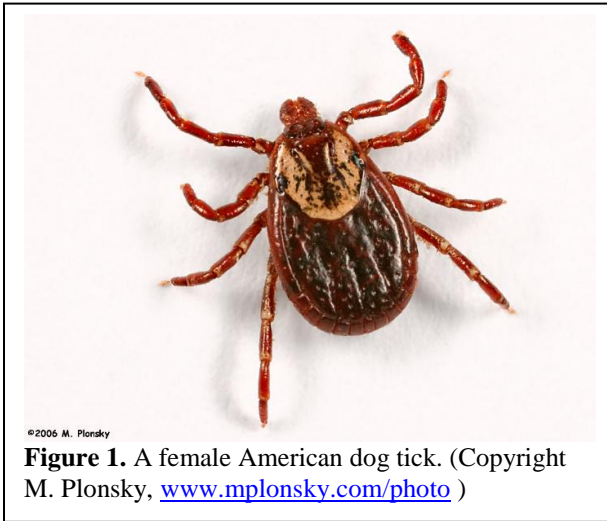 ©2006 M. Plonsky
Figure 1. A female American dog tick. (Copyright
M. Plonsky, www.mplonsky.com/photo )